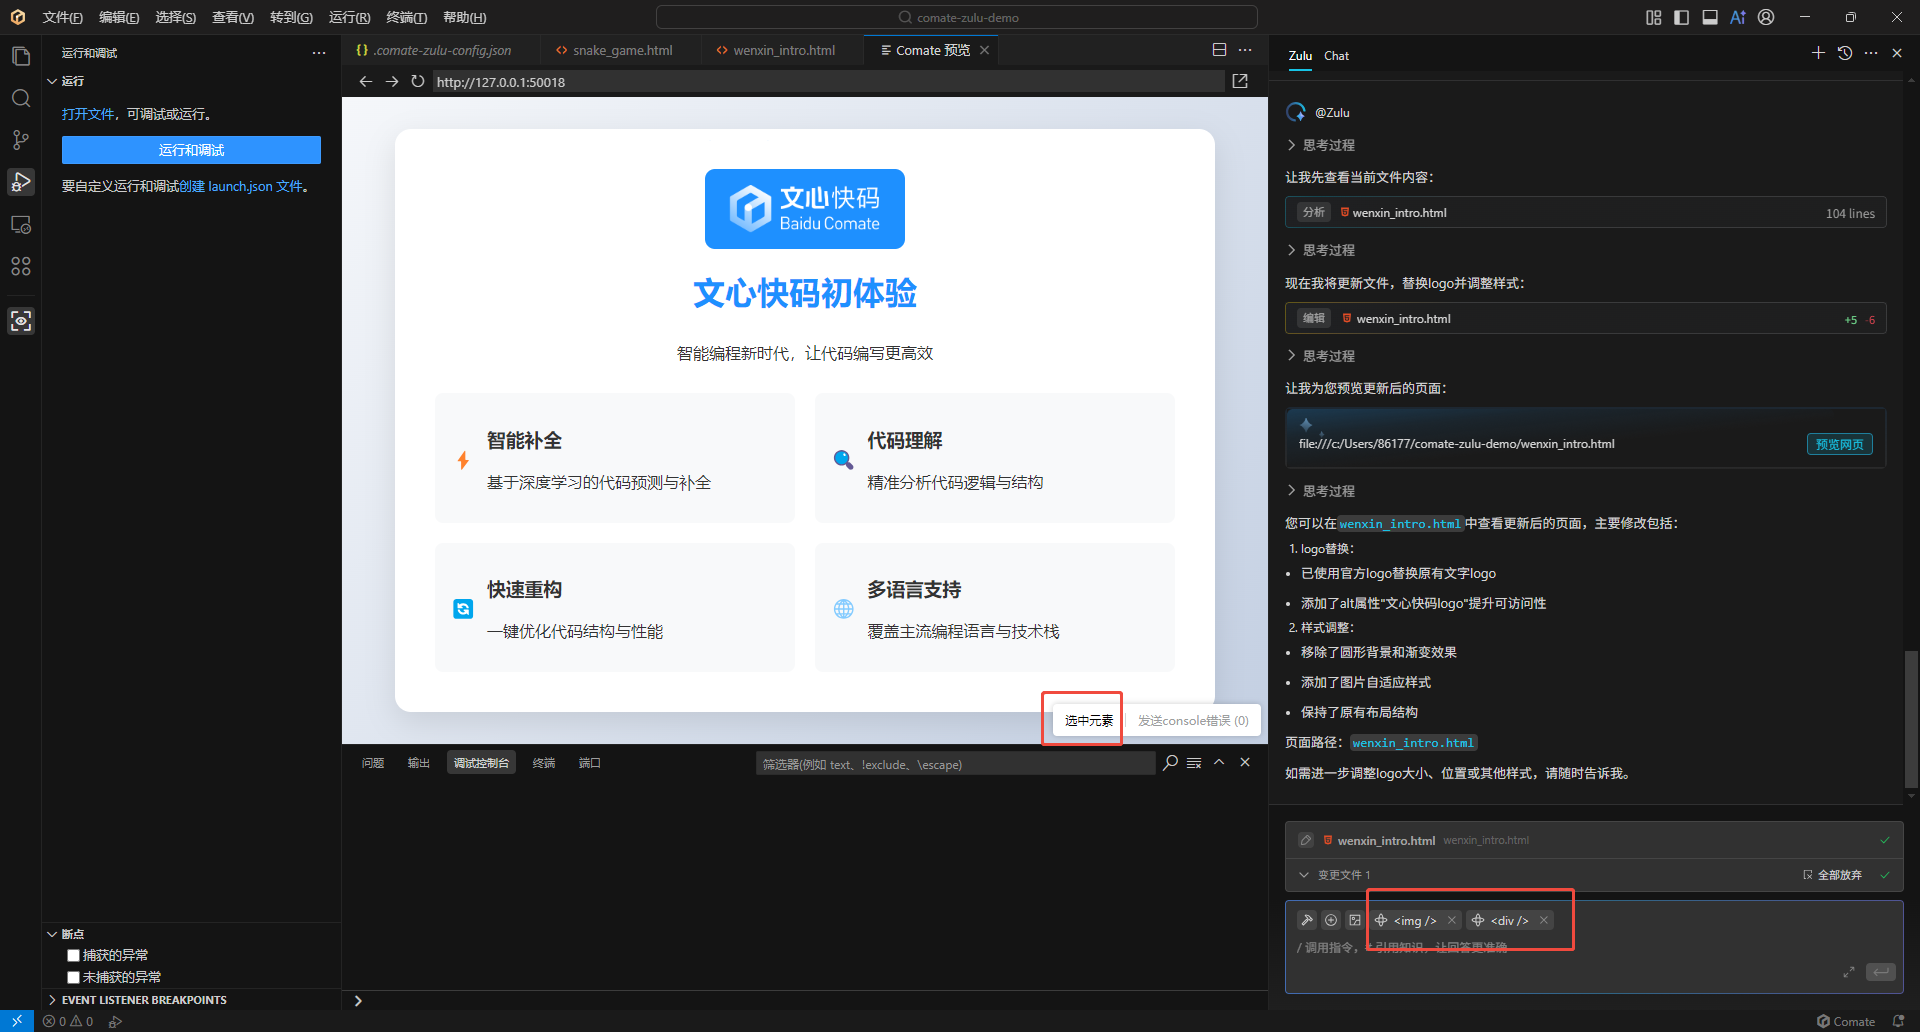 文件(F) 编辑(E) 选择(S) 查看(V) 转到(G) 运行(R) 终端(T) 帮助(H)
comate-zulu-demo
运行和调试
运行
打开文件，可调试或运行。
运行和调试
要自定义运行和调试创建 launch.json 文件。
断点
捕获的异常
未捕获的异常
EVENT LISTENER BREAKPOINTS
.comate-zulu-config.json
snake_game.html
wenxin_intro.html
Comate 预览
http://127.0.0.1:50018
文心快码
Baidu Comate
文心快码初体验
智能编程新时代，让代码编写更高效
智能补全
基于深度学习的代码预测与补全
代码理解
精准分析代码逻辑与结构
快速重构
一键优化代码结构与性能
多语言支持
覆盖主流编程语言与技术栈
选中元素
发送console错误 (0)
问题 输出 调试控制台 终端 端口
筛选器(例如 text、!exclude、\escape)
Zulu Chat
@Zulu
思考过程
让我先查看当前文件内容：
分析 wenxin_intro.html 104 lines
思考过程
现在我将更新文件，替换logo并调整样式：
编辑 wenxin_intro.html +5 -6
思考过程
让我为您预览更新后的页面：
file:///c:/Users/86177/comate-zulu-demo/wenxin_intro.html
预览网页
思考过程
您可以在wenxin_intro.html中查看更新后的页面，主要修改包括：
1. logo替换：
• 已使用官方logo替换原有文字logo
• 添加了alt属性"文心快码logo"提升可访问性
2. 样式调整：
• 移除了圆形背景和渐变效果
• 添加了图片自适应样式
• 保持了原有布局结构
页面路径：wenxin_intro.html
如需进一步调整logo大小、位置或其他样式，请随时告诉我。
wenxin_intro.html wenxin_intro.html
变更文件 1 全部放弃
<img /> <div />
/ 调用指令，# 引用知识，让回答更准确
0 0
Comate